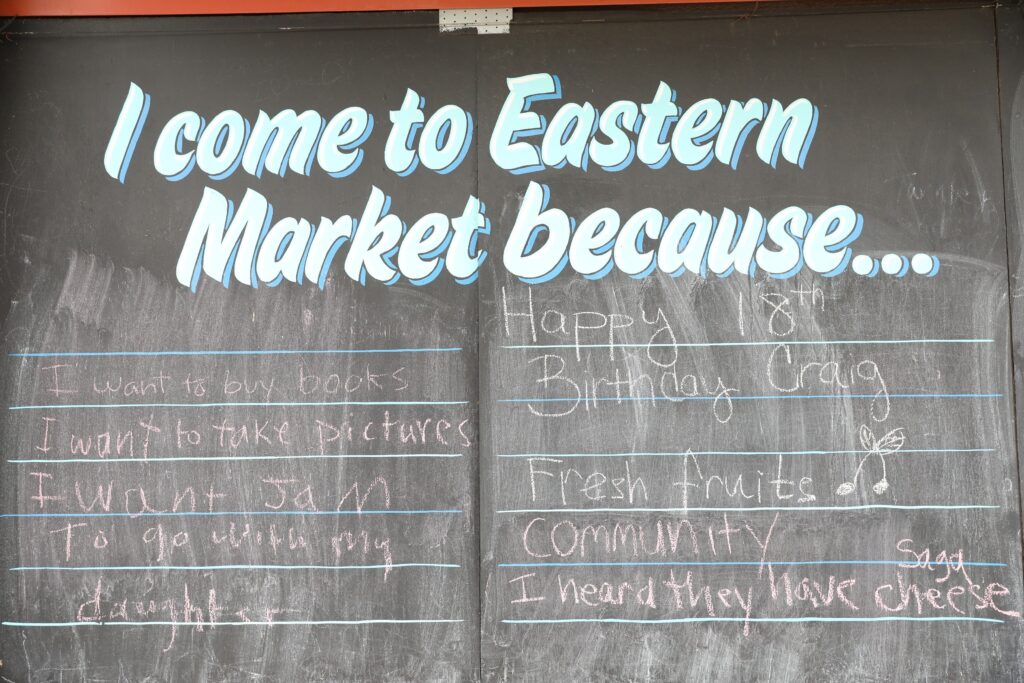 I come to Eastern
Market because...
I want to buy books
I want to take pictures
I want Jam
To go with my
daughter
Happy 18th
Birthday Craig
Fresh fruits
community
Saga
I heard they have cheese